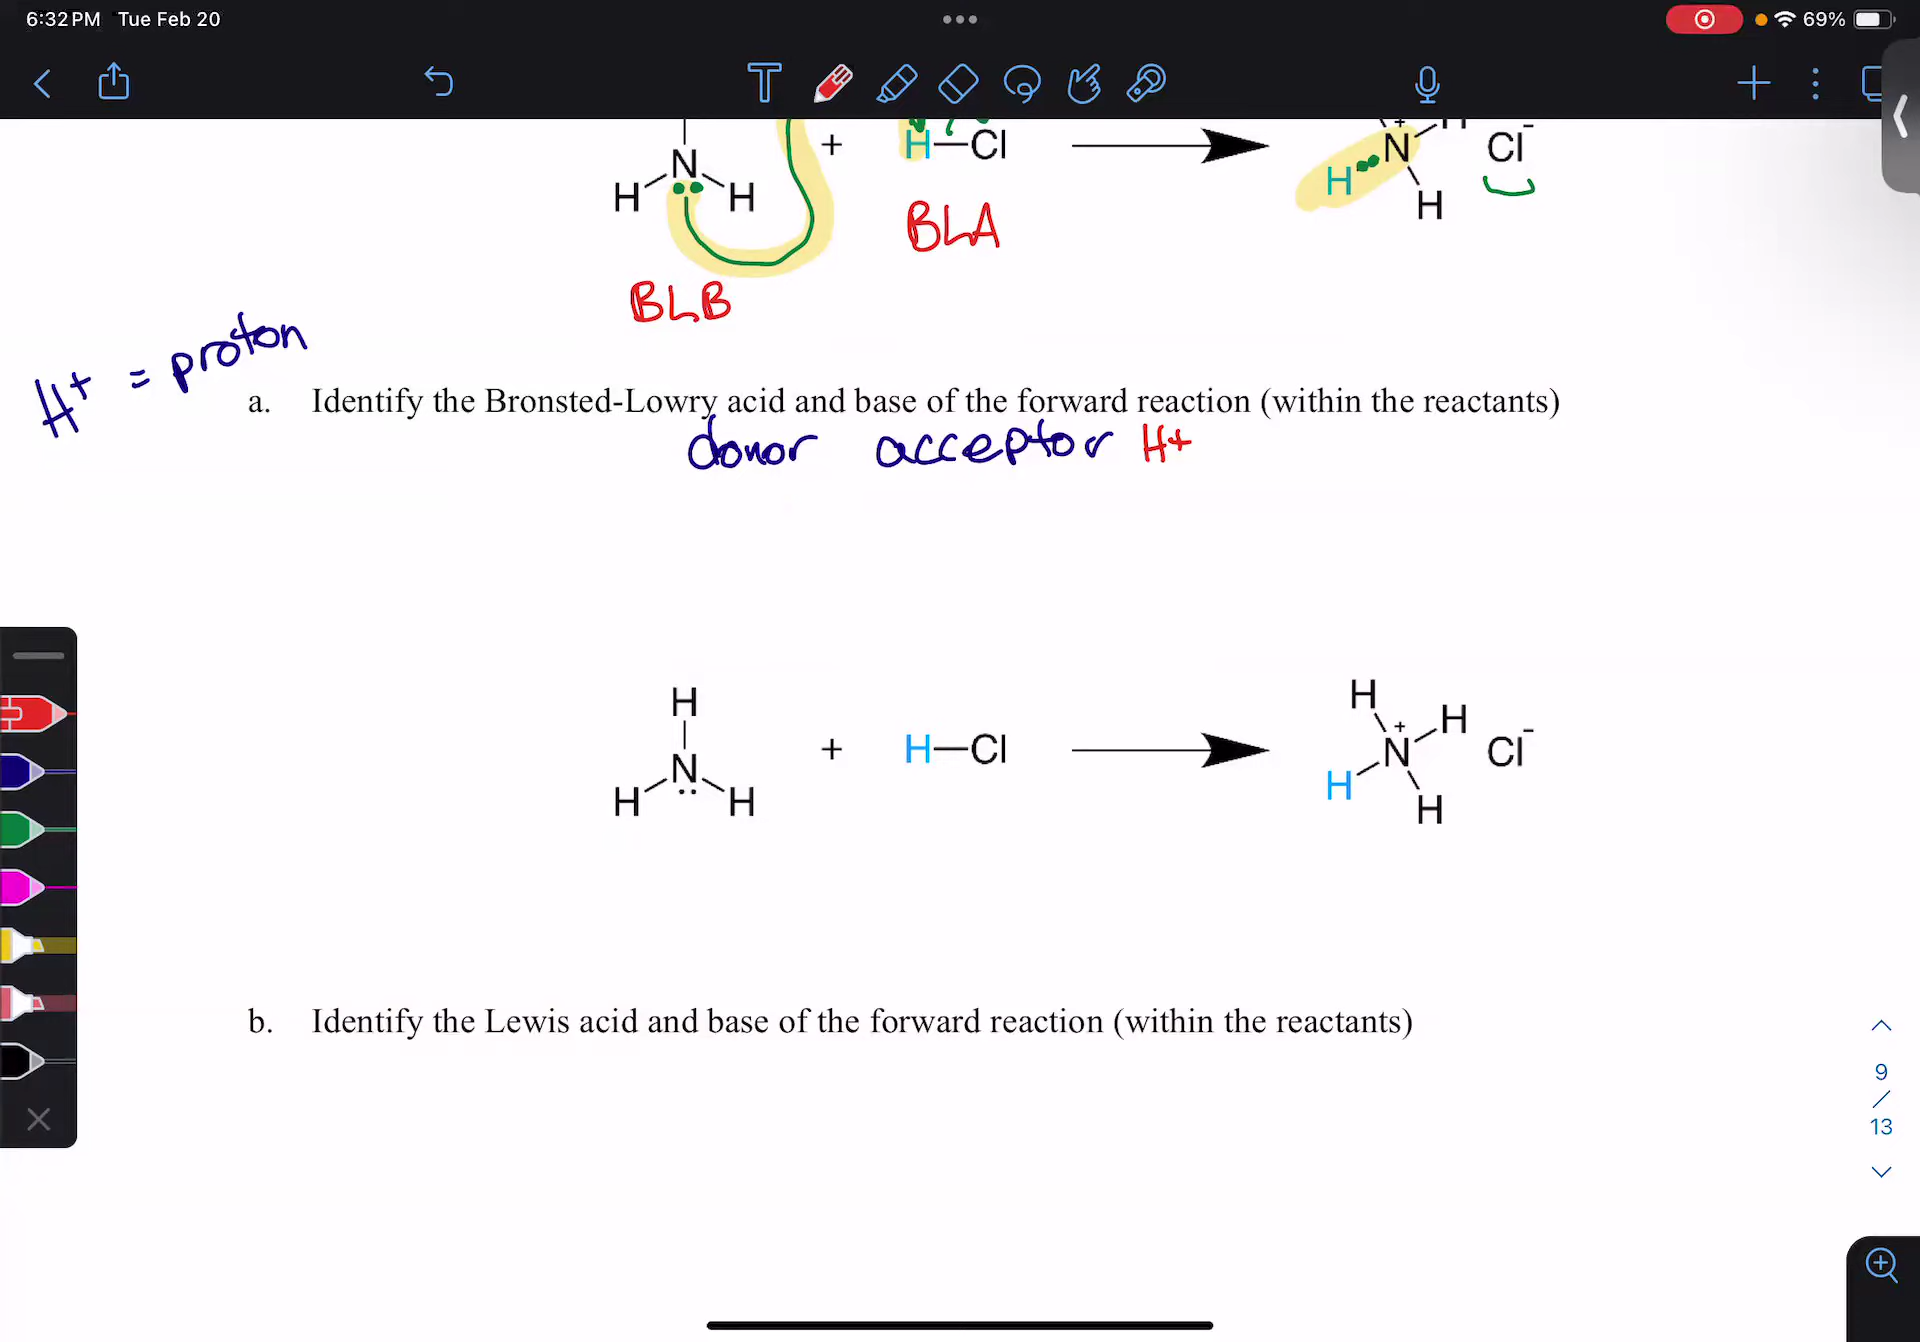 6:32 PM Tue Feb 20
69%
H N H + H—Cl N H Cl⁻
H H H
BLA
BLB
H+ = proton
a. Identify the Bronsted-Lowry acid and base of the forward reaction (within the reactants)
donor acceptor H+
H H
H—Cl H
N + N+ Cl⁻
H H H H
b. Identify the Lewis acid and base of the forward reaction (within the reactants)
9
/
13